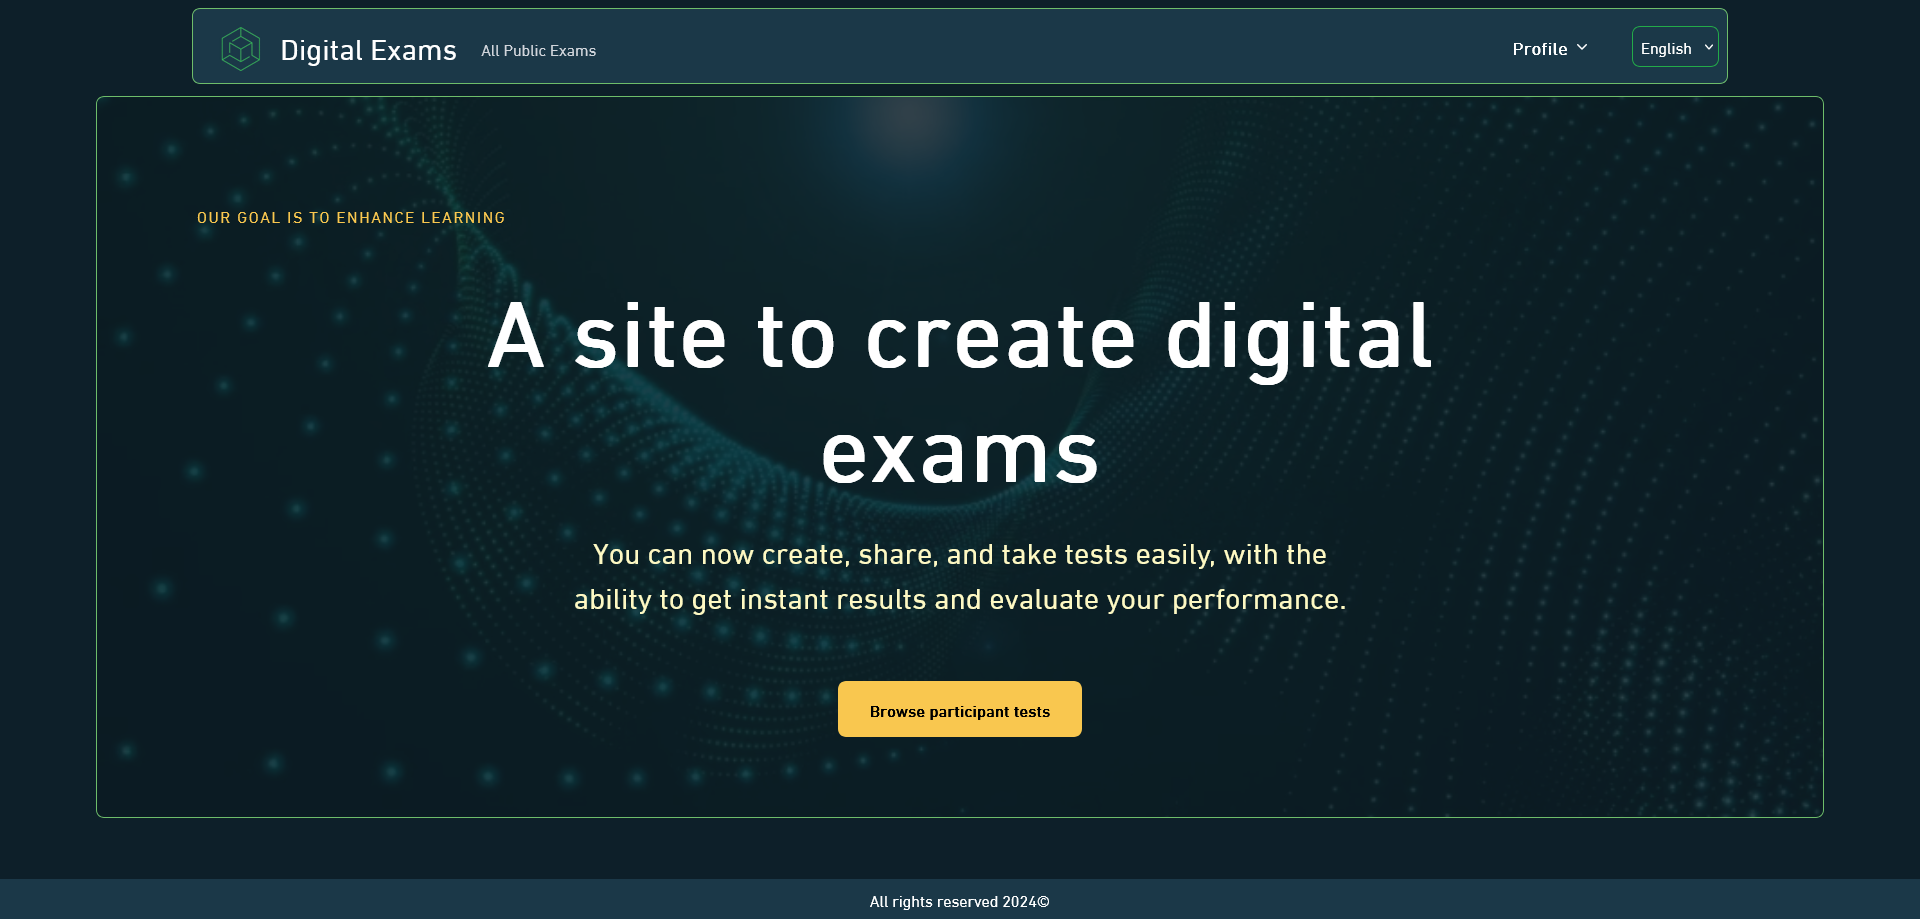 Digital Exams
All Public Exams
Profile
English
OUR GOAL IS TO ENHANCE LEARNING
A site to create digital
exams
You can now create, share, and take tests easily, with the
ability to get instant results and evaluate your performance.
Browse participant tests
All rights reserved 2024©